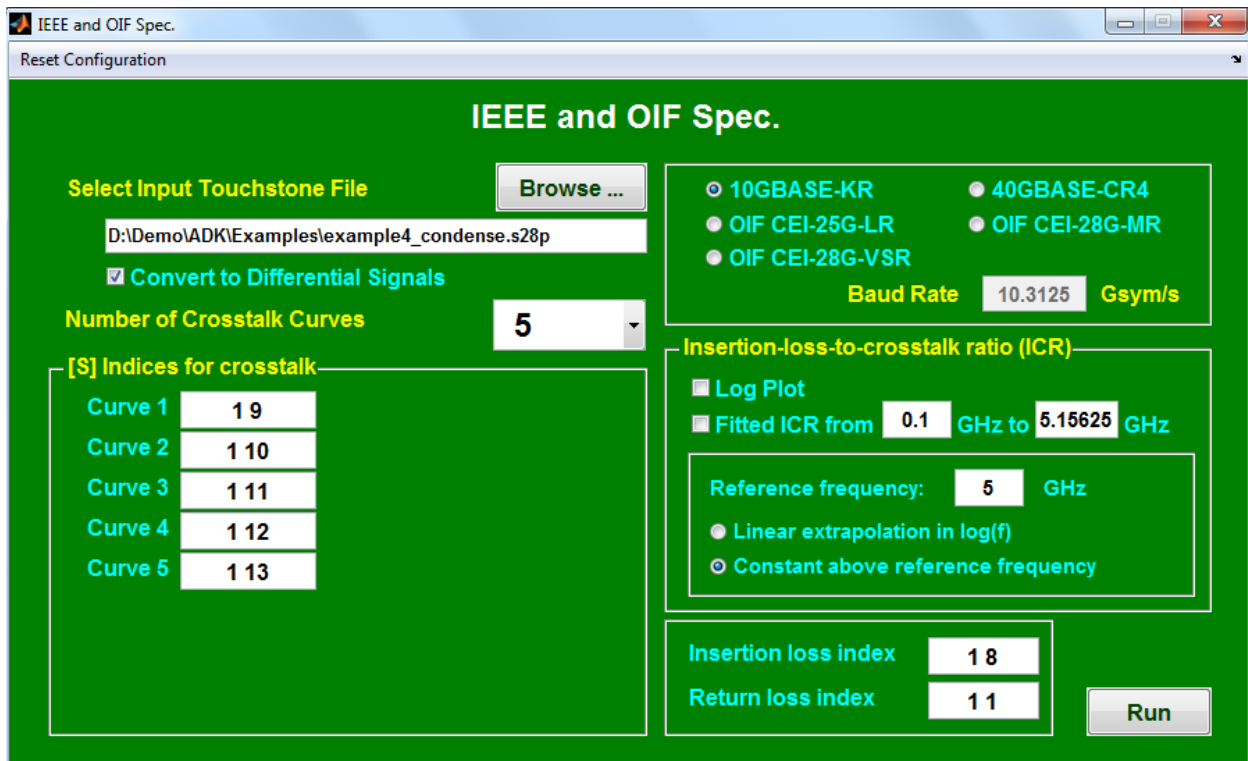 IEEE and OIF Spec.
Reset Configuration
IEEE and OIF Spec.
Select Input Touchstone File
Browse ...
D:\Demo\ADK\Examples\example4_condense.s28p
Convert to Differential Signals
Number of Crosstalk Curves
5
[S] Indices for crosstalk
Curve 1
1 9
Curve 2
1 10
Curve 3
1 11
Curve 4
1 12
Curve 5
1 13
10GBASE-KR
40GBASE-CR4
OIF CEI-25G-LR
OIF CEI-28G-MR
OIF CEI-28G-VSR
Baud Rate 10.3125 Gsym/s
Insertion-loss-to-crosstalk ratio (ICR)
Log Plot
Fitted ICR from 0.1 GHz to 5.15625 GHz
Reference frequency: 5 GHz
Linear extrapolation in log(f)
Constant above reference frequency
Insertion loss index 1 8
Return loss index 1 1
Run